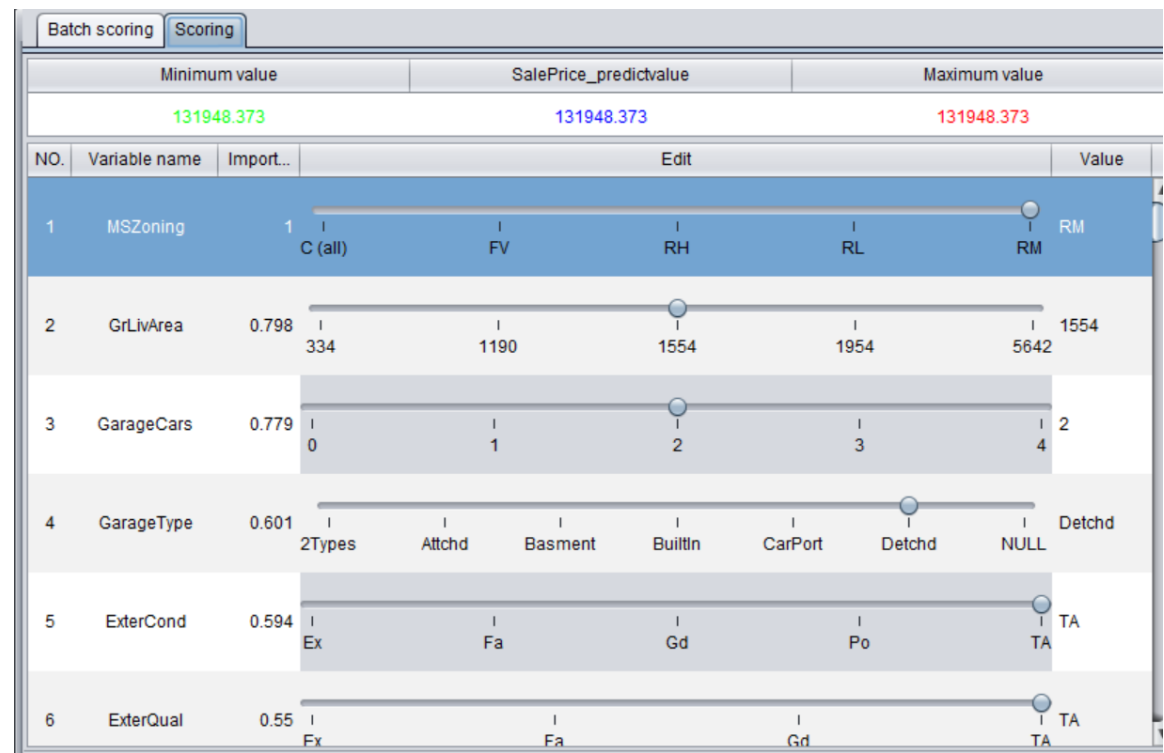 Batch scoring Scoring
Minimum value SalePrice_predictvalue Maximum value
131948.373 131948.373 131948.373
NO. Variable name Import... Edit Value
1 MSZoning 1 RM
C (all) FV RH RL RM
2 GrLivArea 0.798 1554
334 1190 1554 1954 5642
3 GarageCars 0.779 2
0 1 2 3 4
4 GarageType 0.601 Detchd
2Types Attchd Basment BuiltIn CarPort Detchd NULL
5 ExterCond 0.594 TA
Ex Fa Gd Po TA
6 ExterQual 0.55 TA
Ex Fa Gd TA